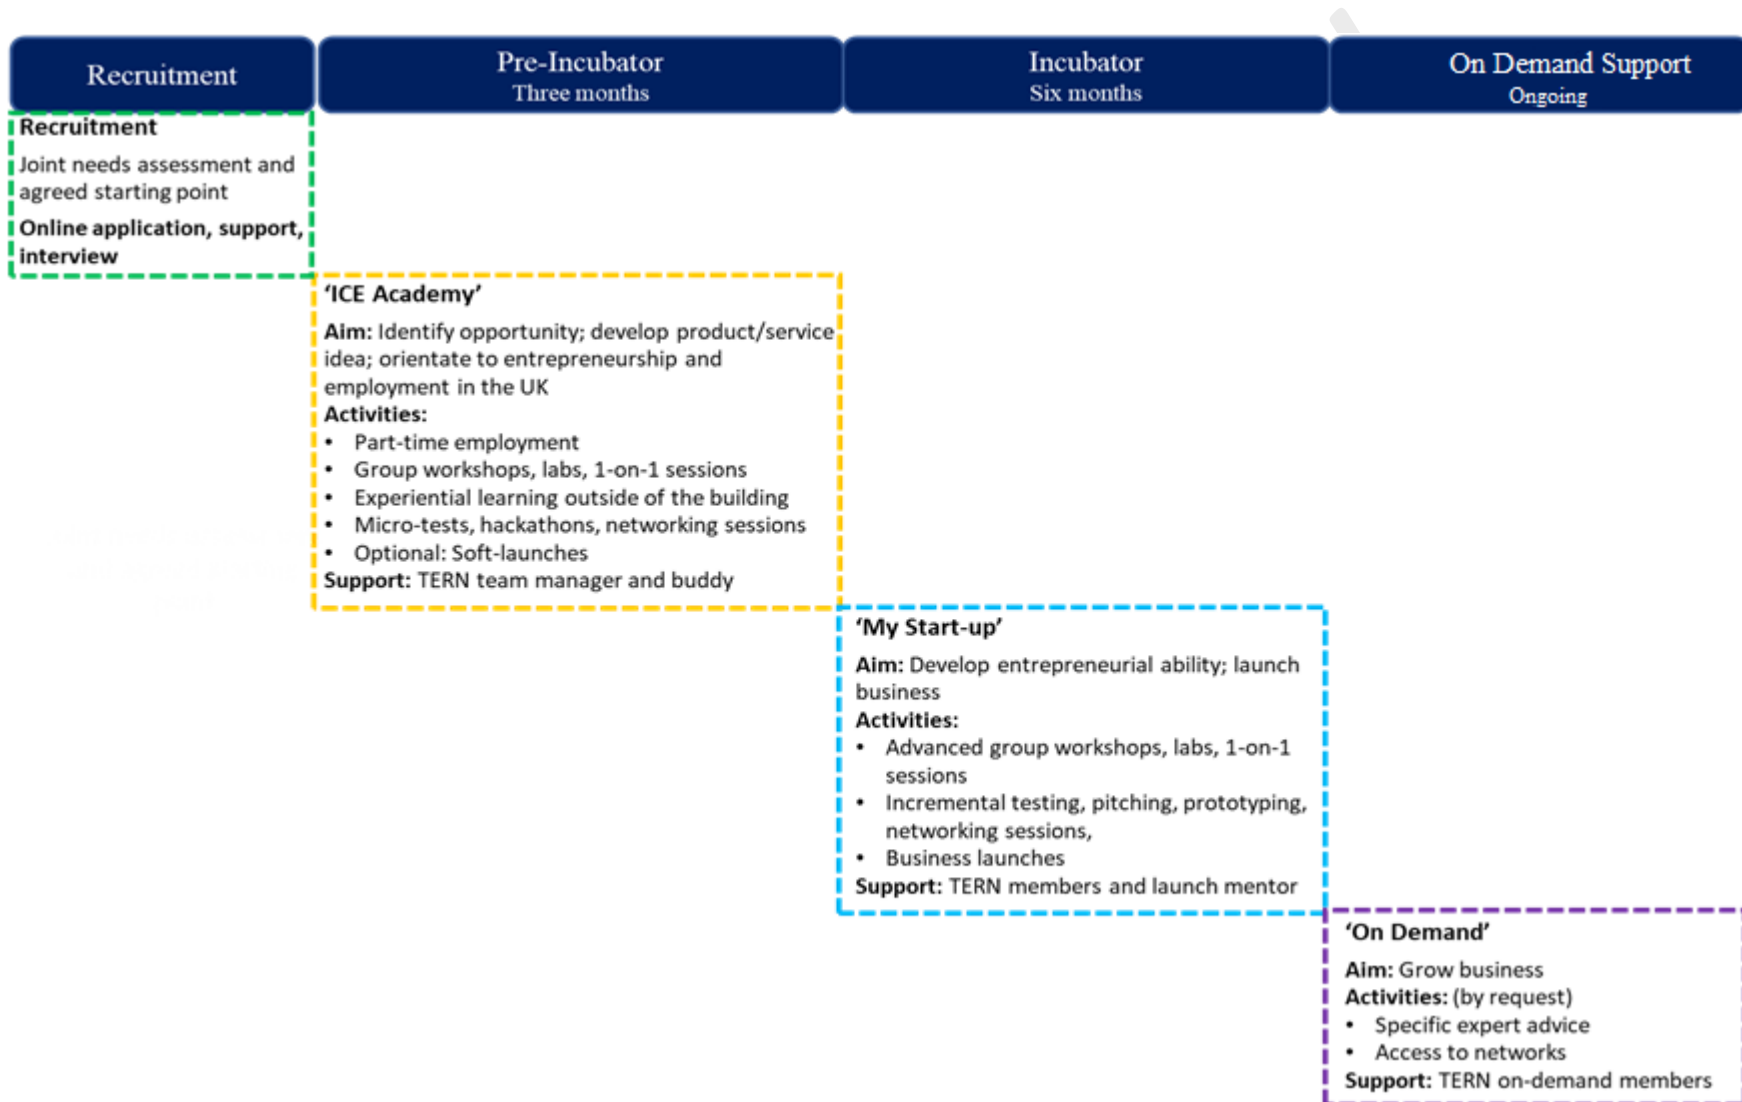 Recruitment
Pre-Incubator
Three months
Incubator
Six months
On Demand Support
Ongoing
Recruitment
Joint needs assessment and
agreed starting point
Online application, support,
interview
‘ICE Academy’
Aim: Identify opportunity; develop product/service
idea; orientate to entrepreneurship and
employment in the UK
Activities:
• Part-time employment
• Group workshops, labs, 1-on-1 sessions
• Experiential learning outside of the building
• Micro-tests, hackathons, networking sessions
• Optional: Soft-launches
Support: TERN team manager and buddy
‘My Start-up’
Aim: Develop entrepreneurial ability; launch
business
Activities:
• Advanced group workshops, labs, 1-on-1
sessions
• Incremental testing, pitching, prototyping,
networking sessions,
• Business launches
Support: TERN members and launch mentor
‘On Demand’
Aim: Grow business
Activities: (by request)
• Specific expert advice
• Access to networks
Support: TERN on-demand members